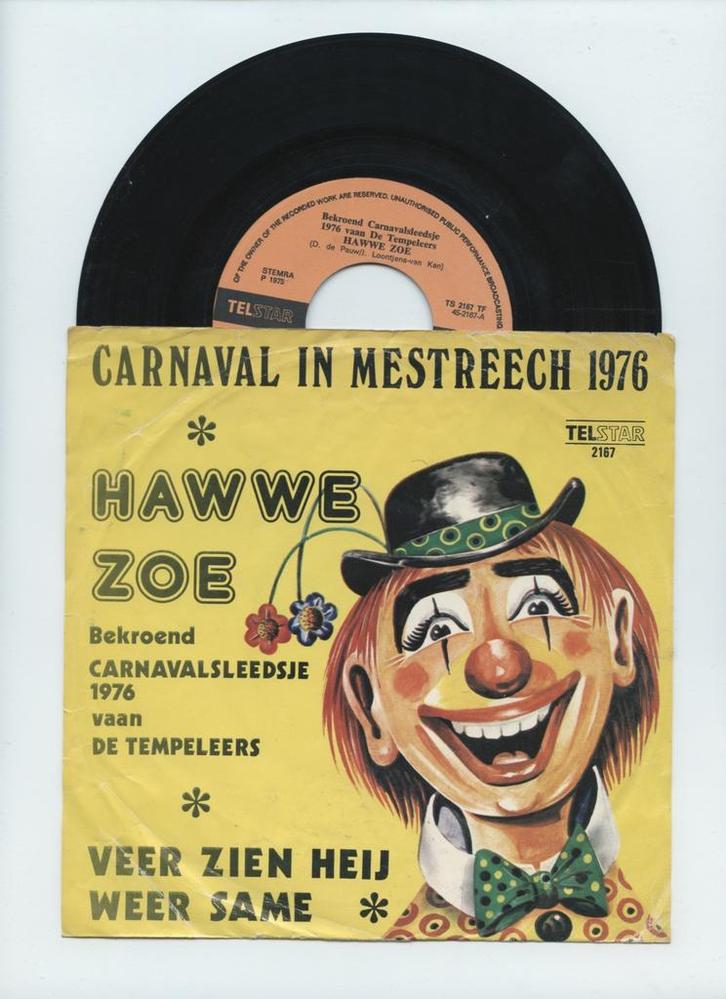 OF THE OWNER OF THE RECORDED WORK ARE RESERVED. UNAUTHORISED PUBLIC PERFORMANCE BROADCASTING
Bekroend Carnavalsleedsje
1976 vaan De Tempeleers
HAWWE ZOE
(D. de Pauw/I. Loontjens-van Kan)
STEMRA
P 1975
TELSTAR
TS 2167 TF
45-2167-A
CARNAVAL IN MESTREECH 1976
TELSTAR
2167
HAWWE
ZOE
Bekroend
CARNAVALSLEEDSJE
1976
vaan
DE TEMPELEERS
VEER ZIEN HEIJ
WEER SAME